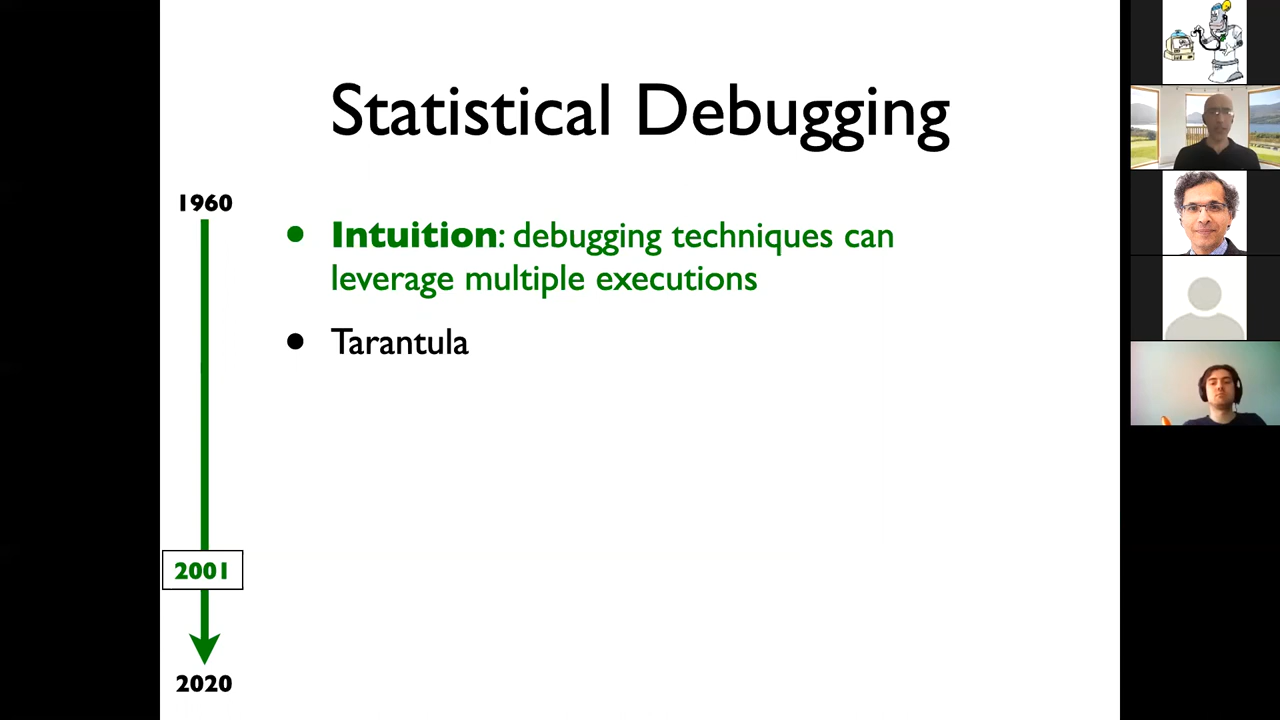 Statistical Debugging
1960
• Intuition: debugging techniques can
leverage multiple executions
• Tarantula
2001
2020